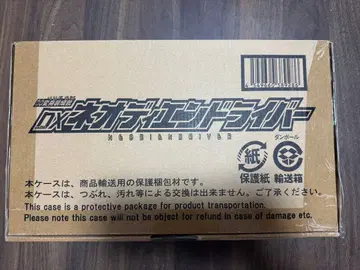 DXネオディエンドライバー
NEODIENDRIVER
ダンボール
紙
保護紙 輸送箱
本ケースは、商品輸送用の保護梱包材です。
本ケースは、つぶれ、汚れ等による交換は出来ません。ご了承ください。
This case is a protective package for product transportation.
Please note this case will not be object for refund in case of damage etc.